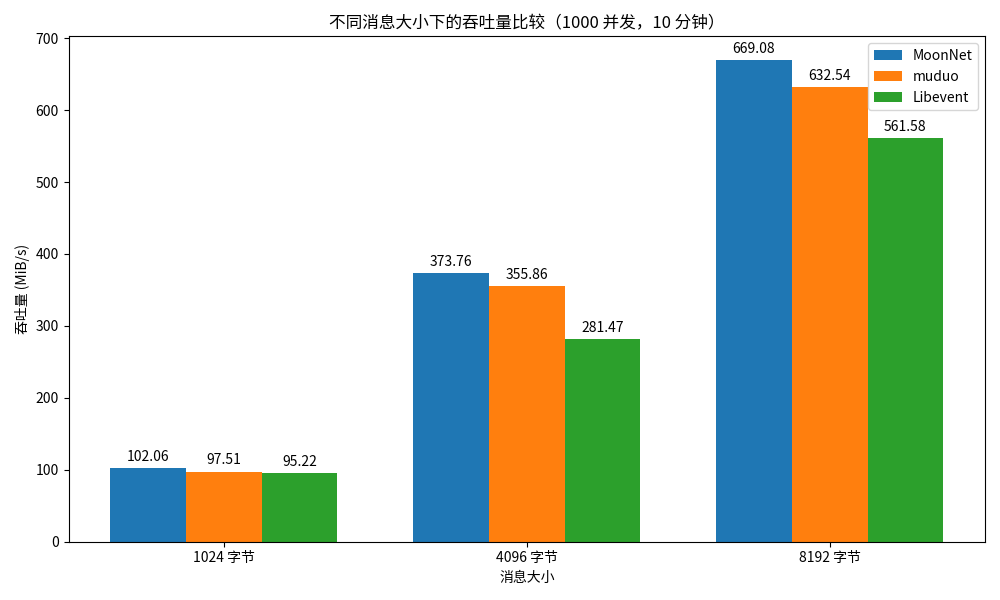 不同消息大小下的吞吐量比较（1000 并发，10 分钟）
吞吐量 (MiB/s)
700
600
500
400
300
200
100
0
MoonNet
muduo
Libevent
102.06
97.51
95.22
373.76
355.86
281.47
669.08
632.54
561.58
1024 字节
4096 字节
8192 字节
消息大小